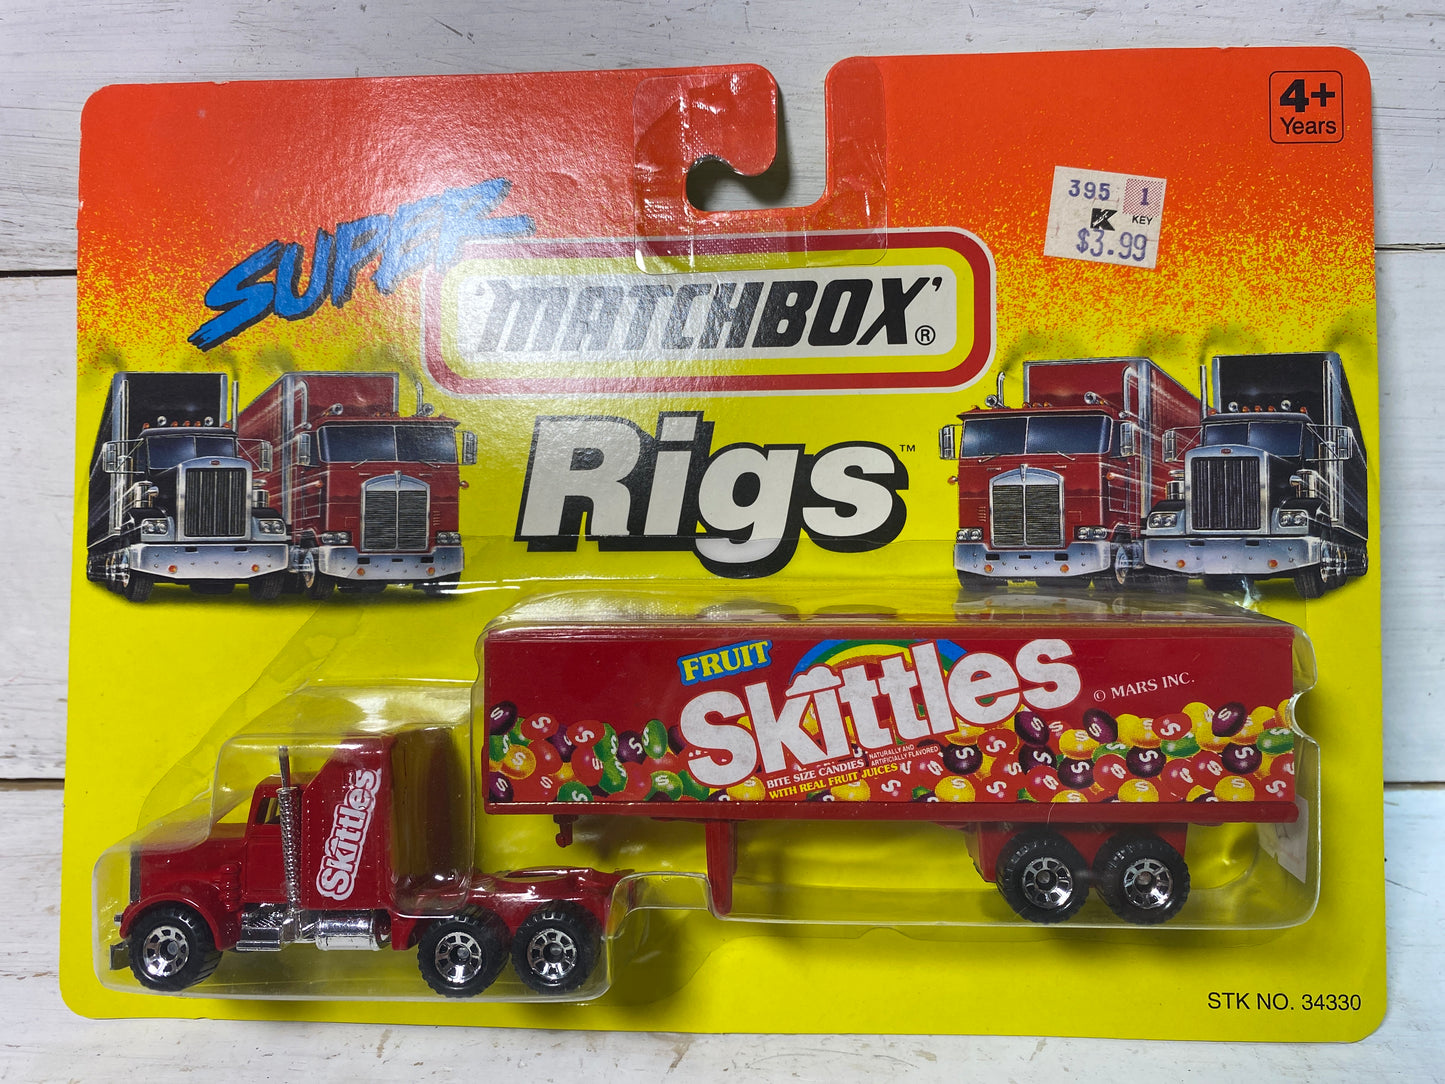 4+
Years
395 1
K KEY
$3.99
SUPER
'MATCHBOX'®
Rigs™
FRUIT
Skittles
© MARS INC.
NATURALLY AND
ARTIFICIALLY FLAVORED
BITE SIZE CANDIES
WITH REAL FRUIT JUICES
Skittles
STK NO. 34330